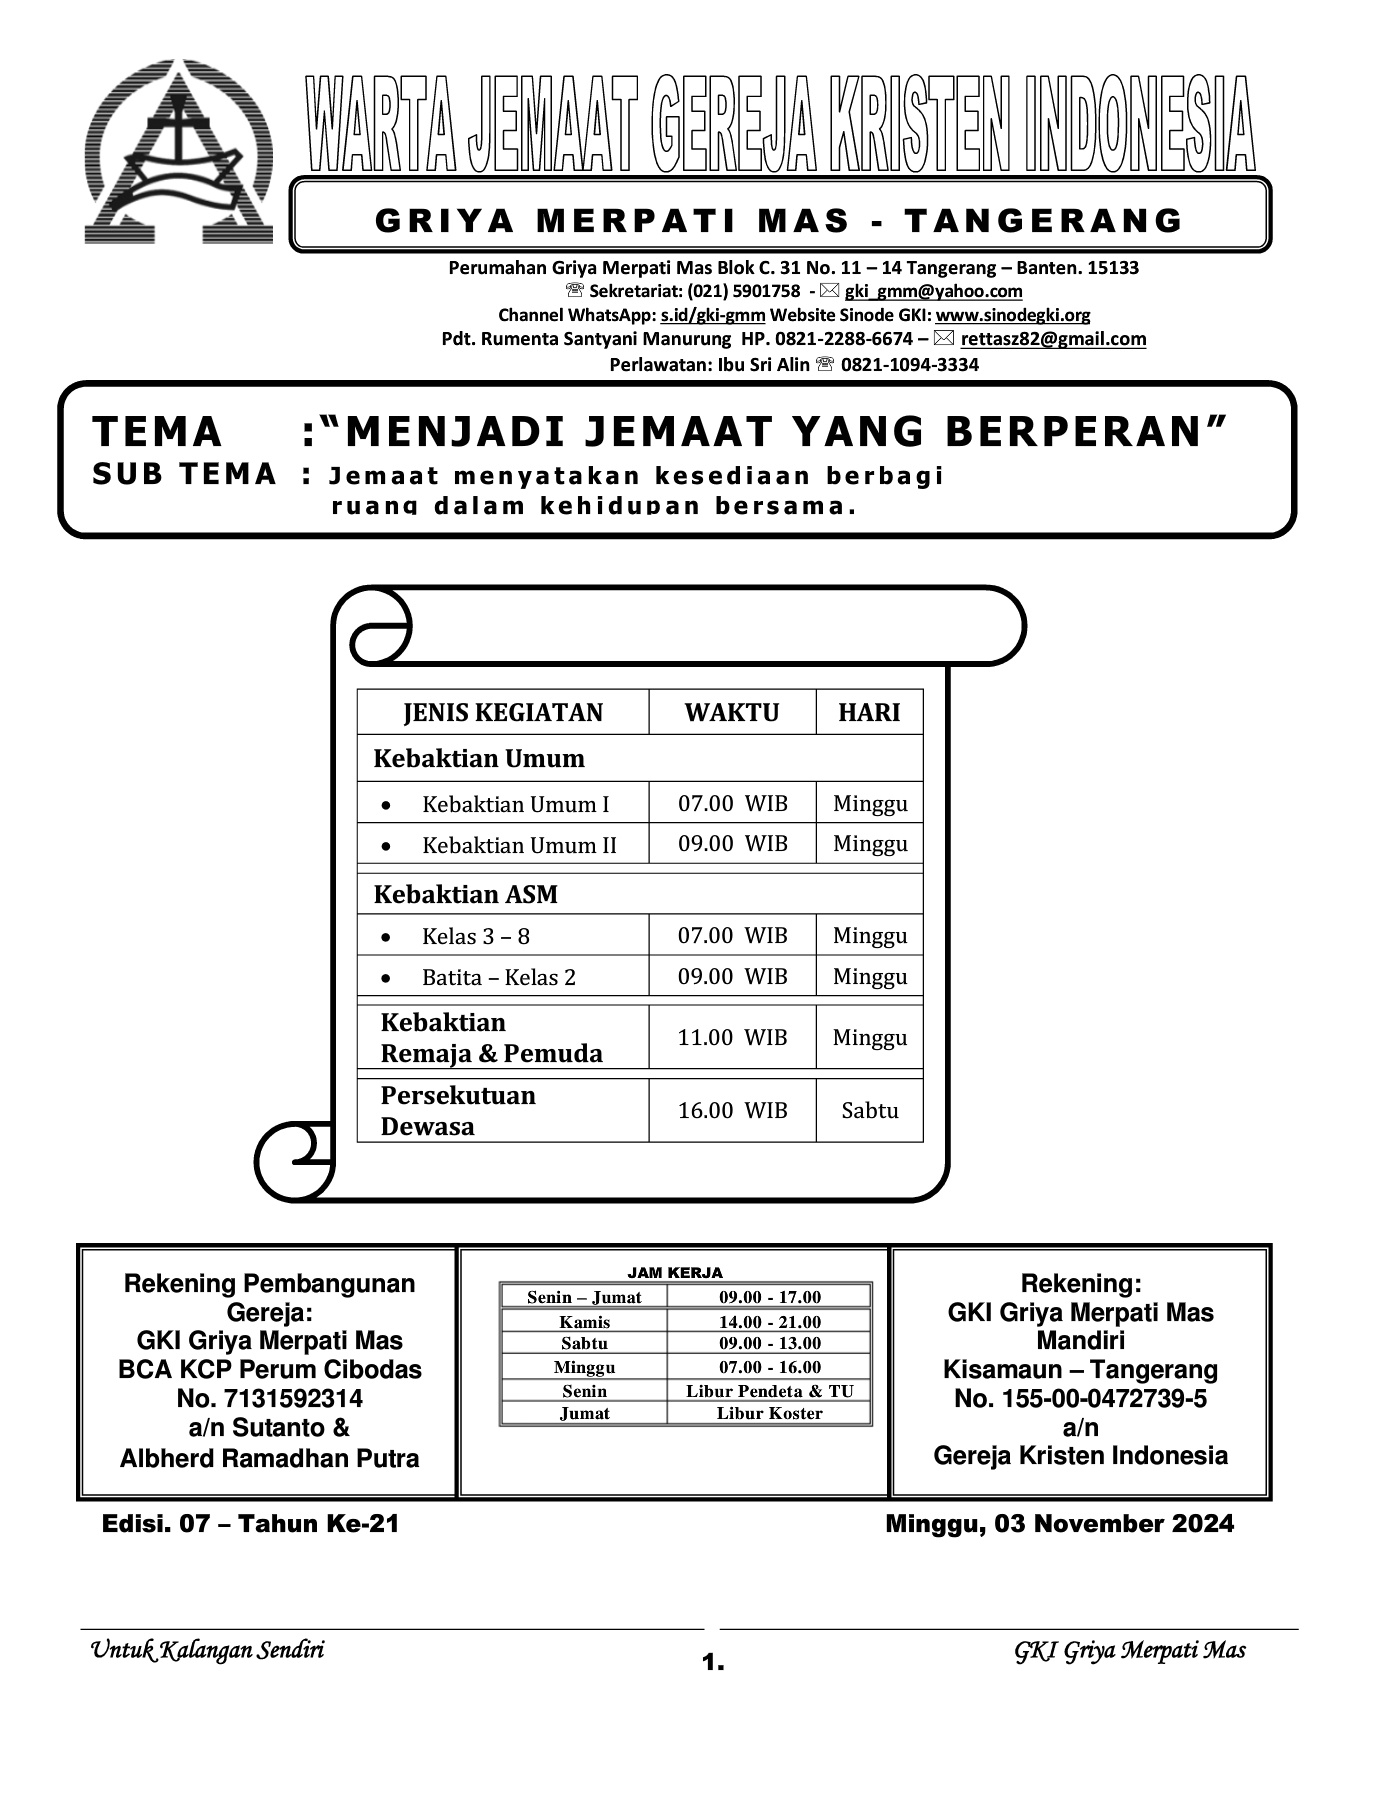 WARTA JEMAAT GEREJA KRISTEN INDONESIA
GRIYA MERPATI MAS - TANGERANG
Perumahan Griya Merpati Mas Blok C. 31 No. 11 – 14 Tangerang – Banten. 15133
☏ Sekretariat: (021) 5901758 - ✉ gki_gmm@yahoo.com
Channel WhatsApp: s.id/gki-gmm Website Sinode GKI: www.sinodegki.org
Pdt. Rumenta Santyani Manurung HP. 0821-2288-6674 – ✉ rettasz82@gmail.com
Perlawatan: Ibu Sri Alin ☏ 0821-1094-3334
TEMA :“MENJADI JEMAAT YANG BERPERAN”
SUB TEMA : Jemaat menyatakan kesediaan berbagi
ruang dalam kehidupan bersama.
JENIS KEGIATAN WAKTU HARI
Kebaktian Umum
• Kebaktian Umum I 07.00 WIB Minggu
• Kebaktian Umum II 09.00 WIB Minggu
Kebaktian ASM
• Kelas 3 – 8 07.00 WIB Minggu
• Batita – Kelas 2 09.00 WIB Minggu
Kebaktian
Remaja & Pemuda 11.00 WIB Minggu
Persekutuan
Dewasa 16.00 WIB Sabtu
Rekening Pembangunan
Gereja:
GKI Griya Merpati Mas
BCA KCP Perum Cibodas
No. 7131592314
a/n Sutanto &
Albherd Ramadhan Putra
JAM KERJA
Senin – Jumat 09.00 - 17.00
Kamis 14.00 - 21.00
Sabtu 09.00 - 13.00
Minggu 07.00 - 16.00
Senin Libur Pendeta & TU
Jumat Libur Koster
Rekening:
GKI Griya Merpati Mas
Mandiri
Kisamaun – Tangerang
No. 155-00-0472739-5
a/n
Gereja Kristen Indonesia
Edisi. 07 – Tahun Ke-21 Minggu, 03 November 2024
Untuk Kalangan Sendiri GKI Griya Merpati Mas
1.